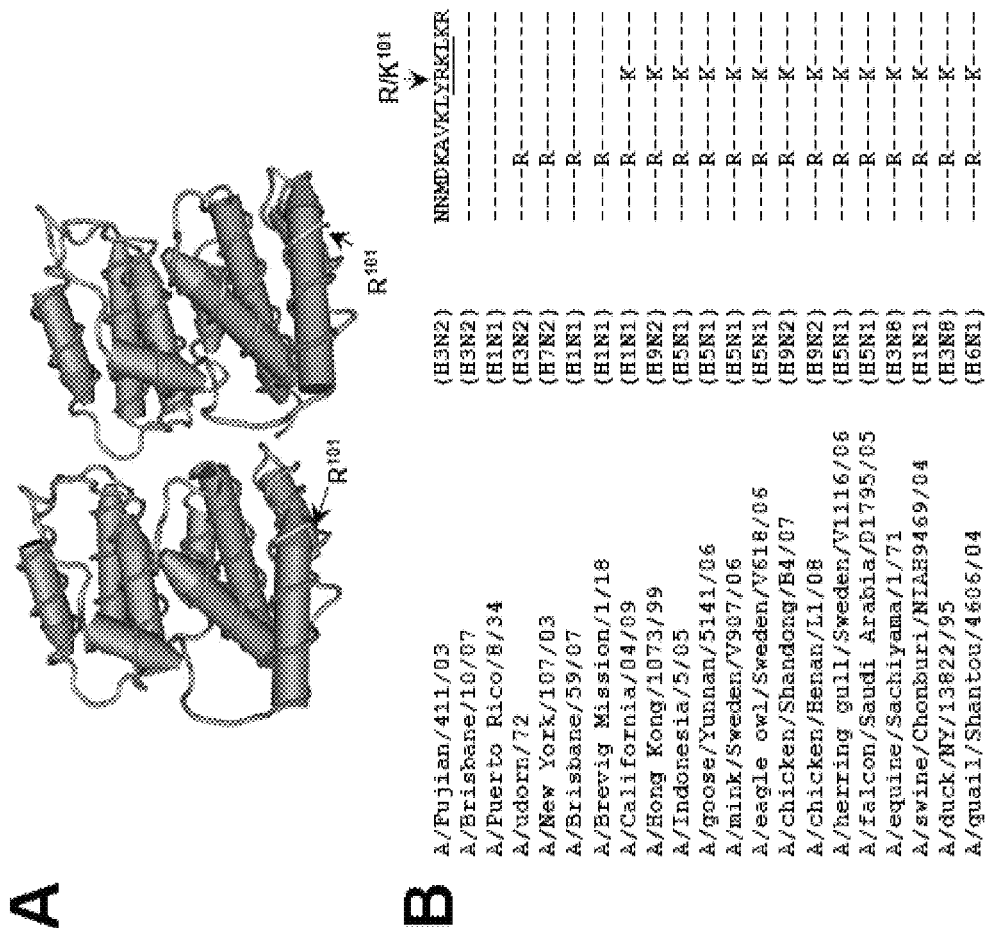 A
R¹⁰¹
R¹⁰¹
B
R/K¹⁰¹
A/Fujian/411/03 (H3N2) NNMDKAVKLYRKLKR
A/Brisbane/10/07 (H3N2) ---------------
A/Puerto Rico/8/34 (H1N1) ---------------
A/udorn/72 (H3N2) ----R----------
A/New York/107/03 (H7N2) ----R----------
A/Brisbane/59/07 (H1N1) ----R----------
A/Brevig Mission/1/18 (H1N1) ----R----------
A/California/04/09 (H1N1) ----R-----K----
A/Hong Kong/1073/99 (H9N2) ----R-----K----
A/Indonesia/5/05 (H5N1) ----R-----K----
A/goose/Yunnan/5141/06 (H5N1) ----R-----K----
A/mink/Sweden/V907/06 (H5N1) ----R-----K----
A/eagle owl/Sweden/V618/06 (H5N1) ----R-----K----
A/chicken/Shandong/B4/07 (H9N2) ----R-----K----
A/chicken/Henan/L1/08 (H9N2) ----R-----K----
A/herring gull/Sweden/V1116/06 (H5N1) ----R-----K----
A/falcon/Saudi Arabia/D1795/05 (H5N1) ----R-----K----
A/equine/Sachiyama/1/71 (H3N8) ----R-----K----
A/swine/Chonburi/NIAH9469/04 (H1N1) ----R-----K----
A/duck/NY/13822/95 (H3N8) ----R-----K----
A/quail/Shantou/4606/04 (H6N1) ----R-----K----